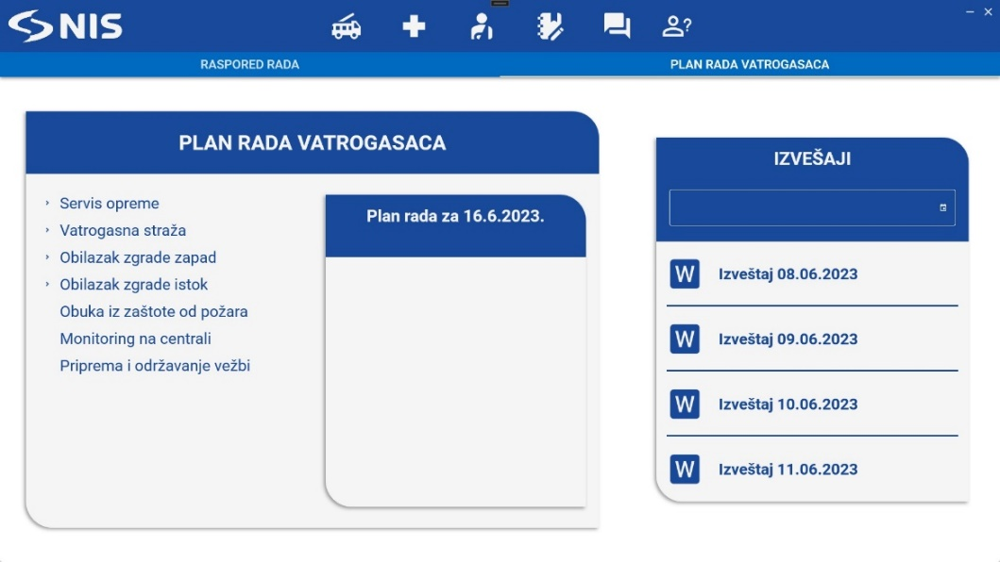 NIS
RASPORED RADA
PLAN RADA VATROGASACA
PLAN RADA VATROGASACA
Servis opreme
Vatrogasna straža
Obilazak zgrade zapad
Obilazak zgrade istok
Obuka iz zaštote od požara
Monitoring na centrali
Priprema i održavanje vežbi
Plan rada za 16.6.2023.
IZVEŠAJI
W Izveštaj 08.06.2023
W Izveštaj 09.06.2023
W Izveštaj 10.06.2023
W Izveštaj 11.06.2023